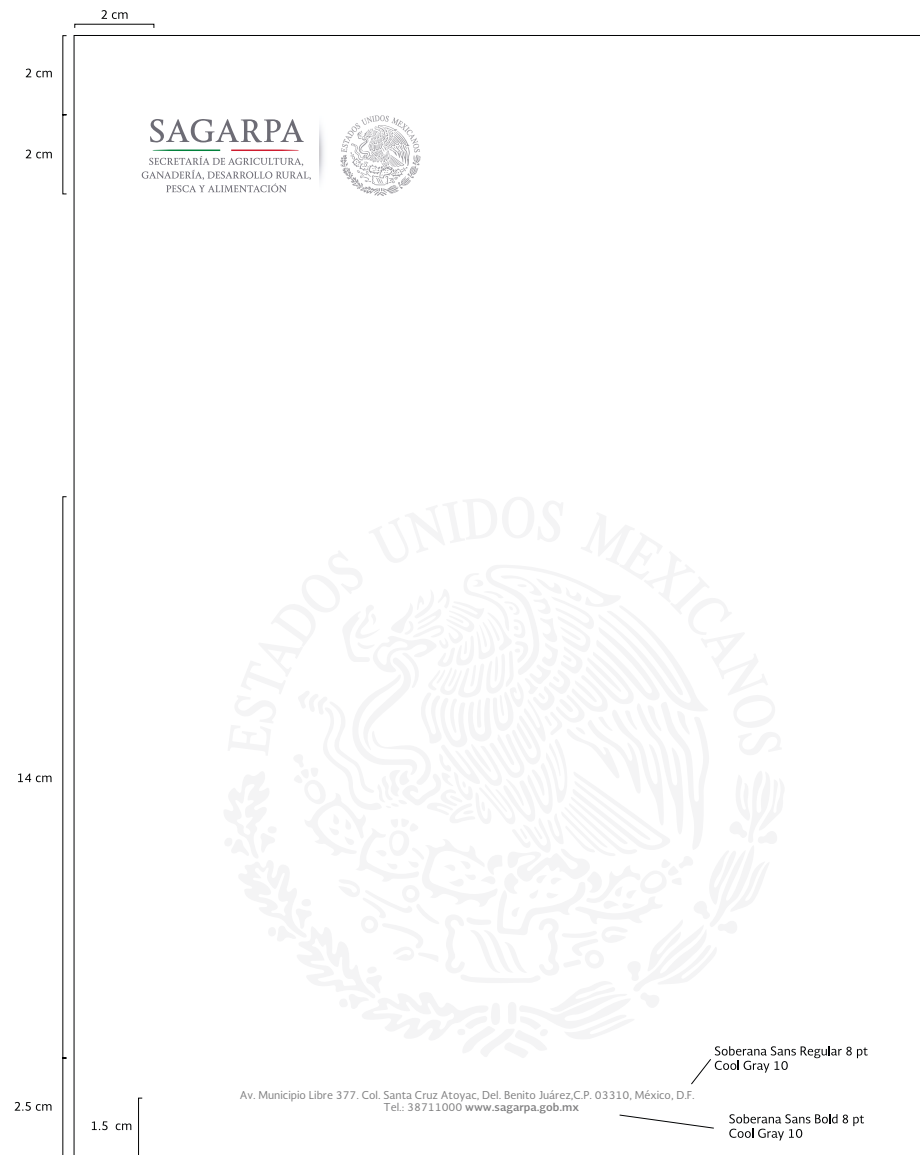 2 cm
2 cm
2 cm
SAGARPA
SECRETARÍA DE AGRICULTURA,
GANADERÍA, DESARROLLO RURAL,
PESCA Y ALIMENTACIÓN
ESTADOS UNIDOS MEXICANOS
ESTADOS UNIDOS MEXICANOS
14 cm
Soberana Sans Regular 8 pt
Cool Gray 10
Av. Municipio Libre 377. Col. Santa Cruz Atoyac, Del. Benito Juárez,C.P. 03310, México, D.F.
Tel.: 38711000 www.sagarpa.gob.mx
2.5 cm
1.5 cm
Soberana Sans Bold 8 pt
Cool Gray 10